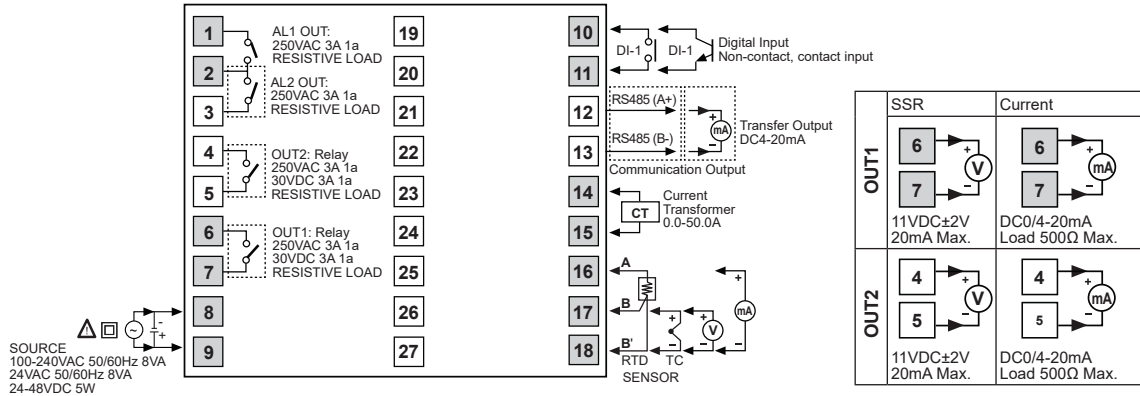 1
2
3
4
5
6
7
8
9
AL1 OUT:
250VAC 3A 1a
RESISTIVE LOAD
AL2 OUT:
250VAC 3A 1a
RESISTIVE LOAD
OUT2: Relay
250VAC 3A 1a
30VDC 3A 1a
RESISTIVE LOAD
OUT1: Relay
250VAC 3A 1a
30VDC 3A 1a
RESISTIVE LOAD
- 
+
SOURCE
100-240VAC 50/60Hz 8VA
24VAC 50/60Hz 8VA
24-48VDC 5W
19
20
21
22
23
24
25
26
27
10
11
12
13
14
15
16
17
18
DI-1 DI-1
Digital Input
Non-contact, contact input
RS485 (A+)
RS485 (B-)
+
mA
−
Transfer Output
DC4-20mA
Communication Output
CT
Current
Transformer
0.0-50.0A
A
B
B'
RTD TC
+
−
+
V
−
+
mA
−
SENSOR
SSR Current
OUT1
6
7
+
V
−
11VDC±2V
20mA Max.
6
7
+
mA
−
DC0/4-20mA
Load 500Ω Max.
OUT2
4
5
+
V
−
11VDC±2V
20mA Max.
4
5
+
mA
−
DC0/4-20mA
Load 500Ω Max.